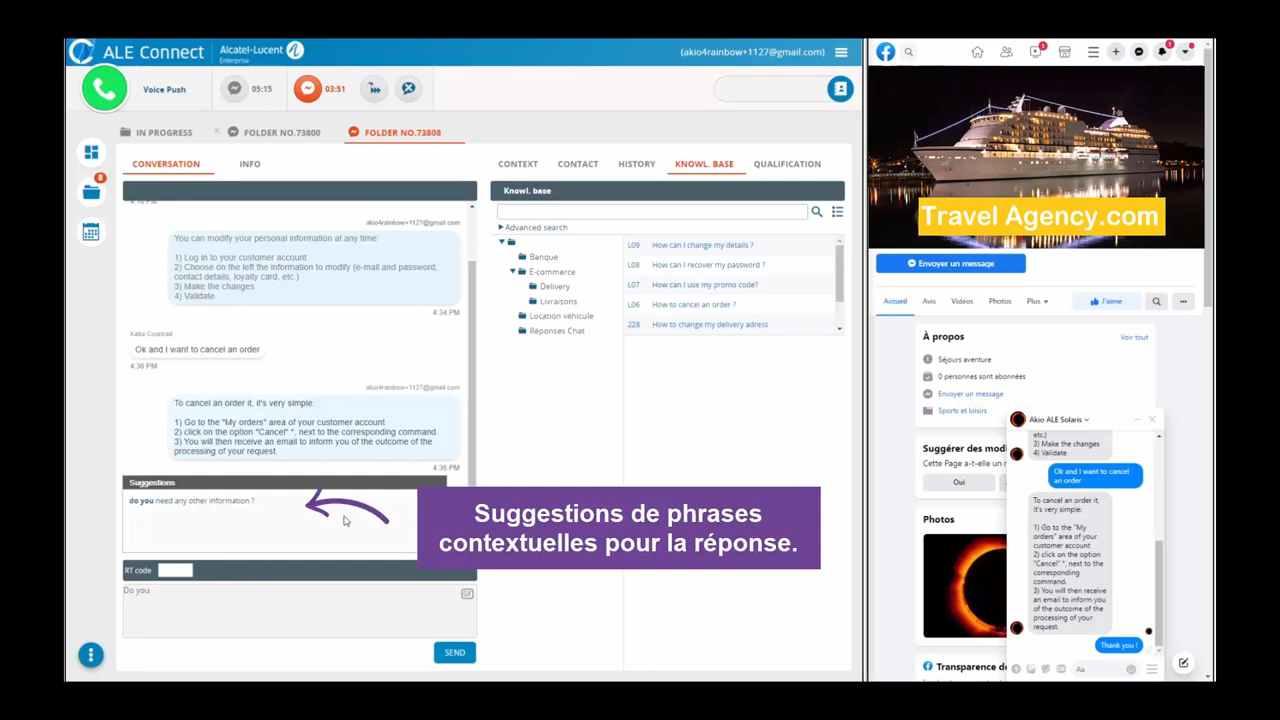 ALE Connect
Alcatel·Lucent
Enterprise
(akio4rainbow+1127@gmail.com)
Voice Push
05:15
03:51
IN PROGRESS
FOLDER NO.73800
FOLDER NO.73808
8
CONVERSATION
INFO
4:16 PM
akio4rainbow+1127@gmail.com
You can modify your personal information at any time:
1) Log in to your customer account
2) Choose on the left the information to modify (e-mail and password,
contact details, loyalty card, etc.)
3) Make the changes
4) Validate
4:34 PM
Ok and I want to cancel an order
4:36 PM
akio4rainbow+1127@gmail.com
To cancel an order it, it's very simple:
1) Go to the "My orders" area of your customer account
2) click on the option "Cancel" *, next to the corresponding command.
3) You will then receive an email to inform you of the outcome of the
processing of your request.
4:36 PM
Suggestions
do you need any other information ?
RT code
Do you
GIF
SEND
CONTEXT
CONTACT
HISTORY
KNOWL. BASE
QUALIFICATION
Knowl. base
Advanced search
Banque
E-commerce
Delivery
Livraisons
Location véhicule
Réponses Chat
L09 How can I change my details ?
L08 How can I recover my password ?
L07 How can I use my promo code?
L06 How to cancel an order ?
228 How to change my delivery adress
Suggestions de phrases
contextuelles pour la réponse.
Travel Agency.com
Envoyer un message
Accueil
Avis
Vidéos
Photos
Plus
J'aime
À propos
Voir tout
Séjours aventure
0 personnes sont abonnées
Envoyer un message
Sports et loisirs
Suggérer des mod
Cette Page a-t-elle un
Oui
Photos
Transparence de
Akio ALE Solaris
etc.)
3) Make the changes
4) Validate
Ok and I want to cancel
an order
To cancel an order it,
it's very simple:
1) Go to the "My
orders" area of your
customer account
2) click on the option
"Cancel" *, next to the
corresponding
command.
3) You will then receive
an email to inform you
of the outcome of the
processing of your
request.
Thank you !
Aa